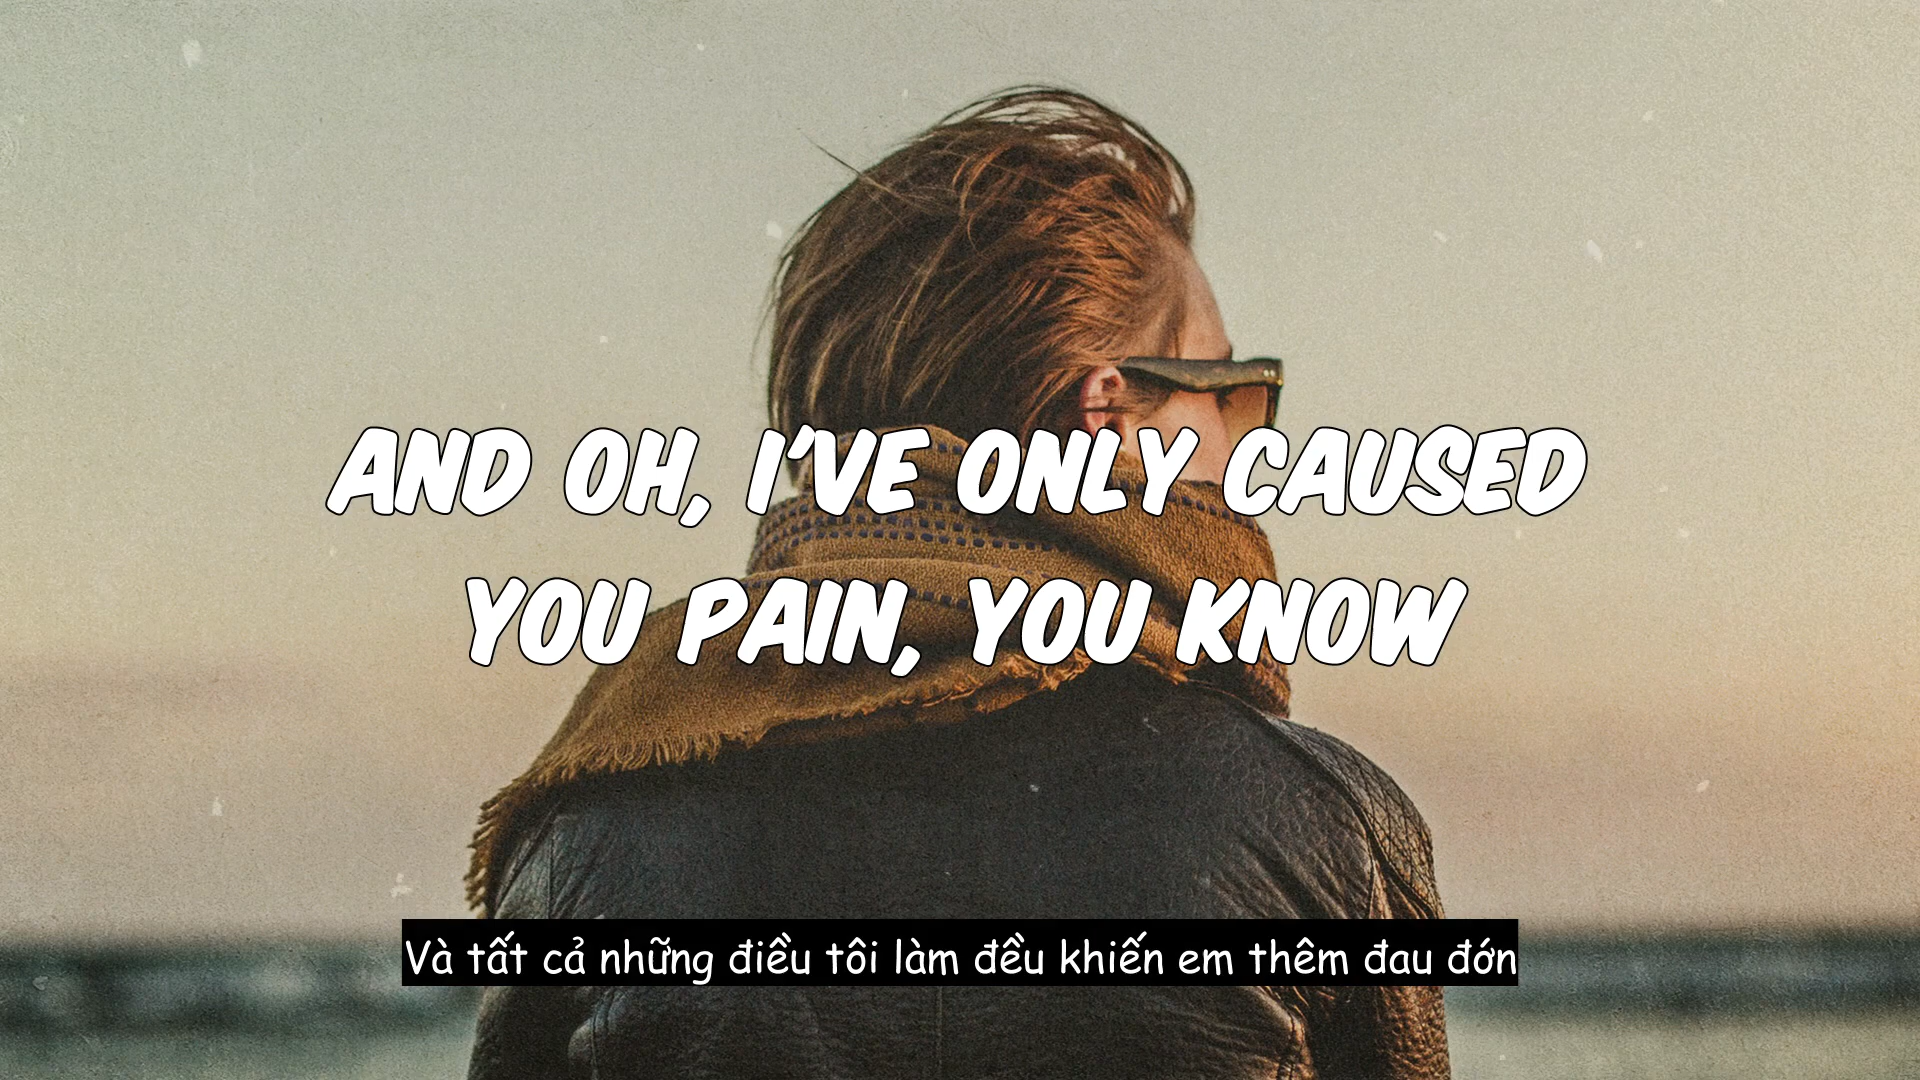 AND OH, I'VE ONLY CAUSED
YOU PAIN, YOU KNOW
Và tất cả những điều tôi làm đều khiến em thêm đau đớn